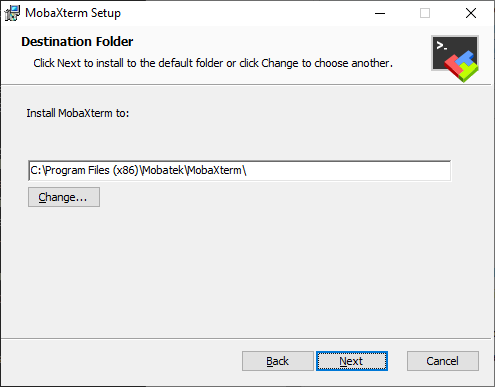 MobaXterm Setup
Destination Folder
Click Next to install to the default folder or click Change to choose another.
>_
Install MobaXterm to:
C:\Program Files (x86)\Mobatek\MobaXterm\
Change...
Back Next Cancel